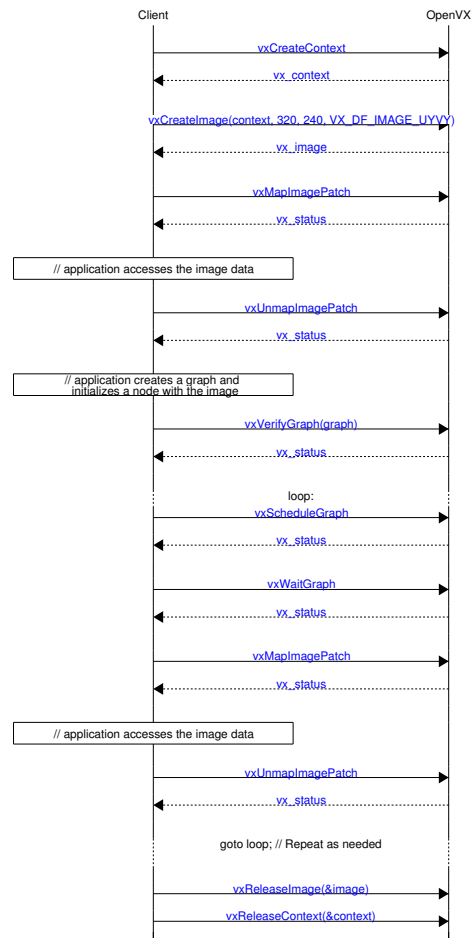 Client OpenVX
vxCreateContext
vx_context
vxCreateImage(context, 320, 240, VX_DF_IMAGE_UYVY)
vx_image
vxMapImagePatch
vx_status
// application accesses the image data
vxUnmapImagePatch
vx_status
// application creates a graph and
initializes a node with the image
vxVerifyGraph(graph)
vx_status
loop:
vxScheduleGraph
vx_status
vxWaitGraph
vx_status
vxMapImagePatch
vx_status
// application accesses the image data
vxUnmapImagePatch
vx_status
goto loop; // Repeat as needed
vxReleaseImage(&image)
vxReleaseContext(&context)